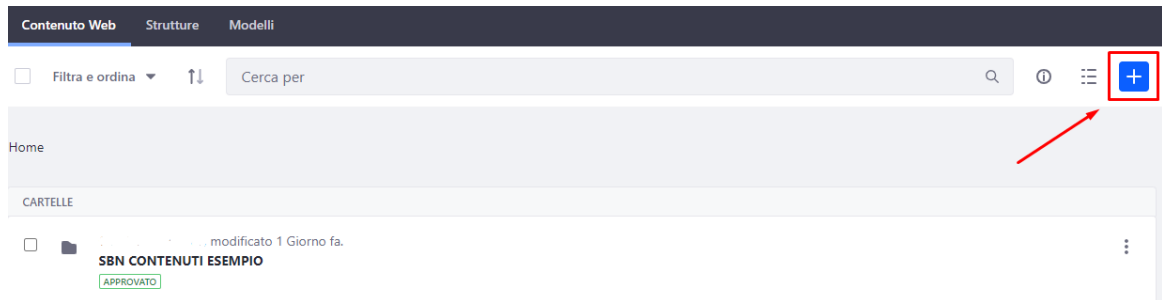 Contenuto Web Strutture Modelli
Filtra e ordina Cerca per
Home
CARTELLE
modificato 1 Giorno fa.
SBN CONTENUTI ESEMPIO
APPROVATO